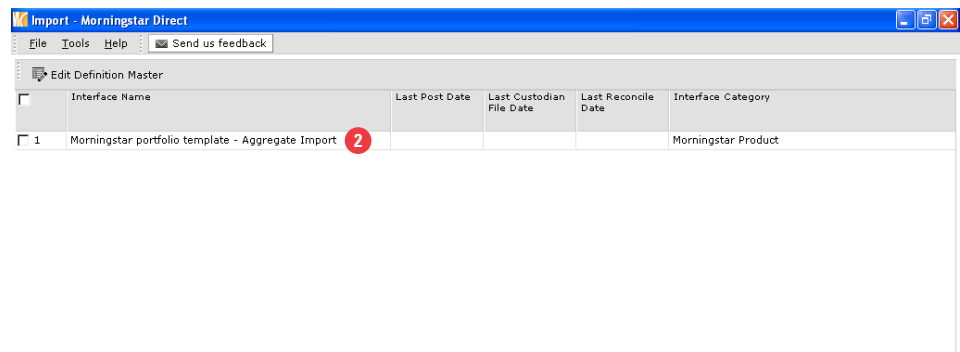 Import - Morningstar Direct
File Tools Help Send us feedback
Edit Definition Master
Interface Name Last Post Date Last Custodian File Date Last Reconcile Date Interface Category
1 Morningstar portfolio template - Aggregate Import 2 Morningstar Product